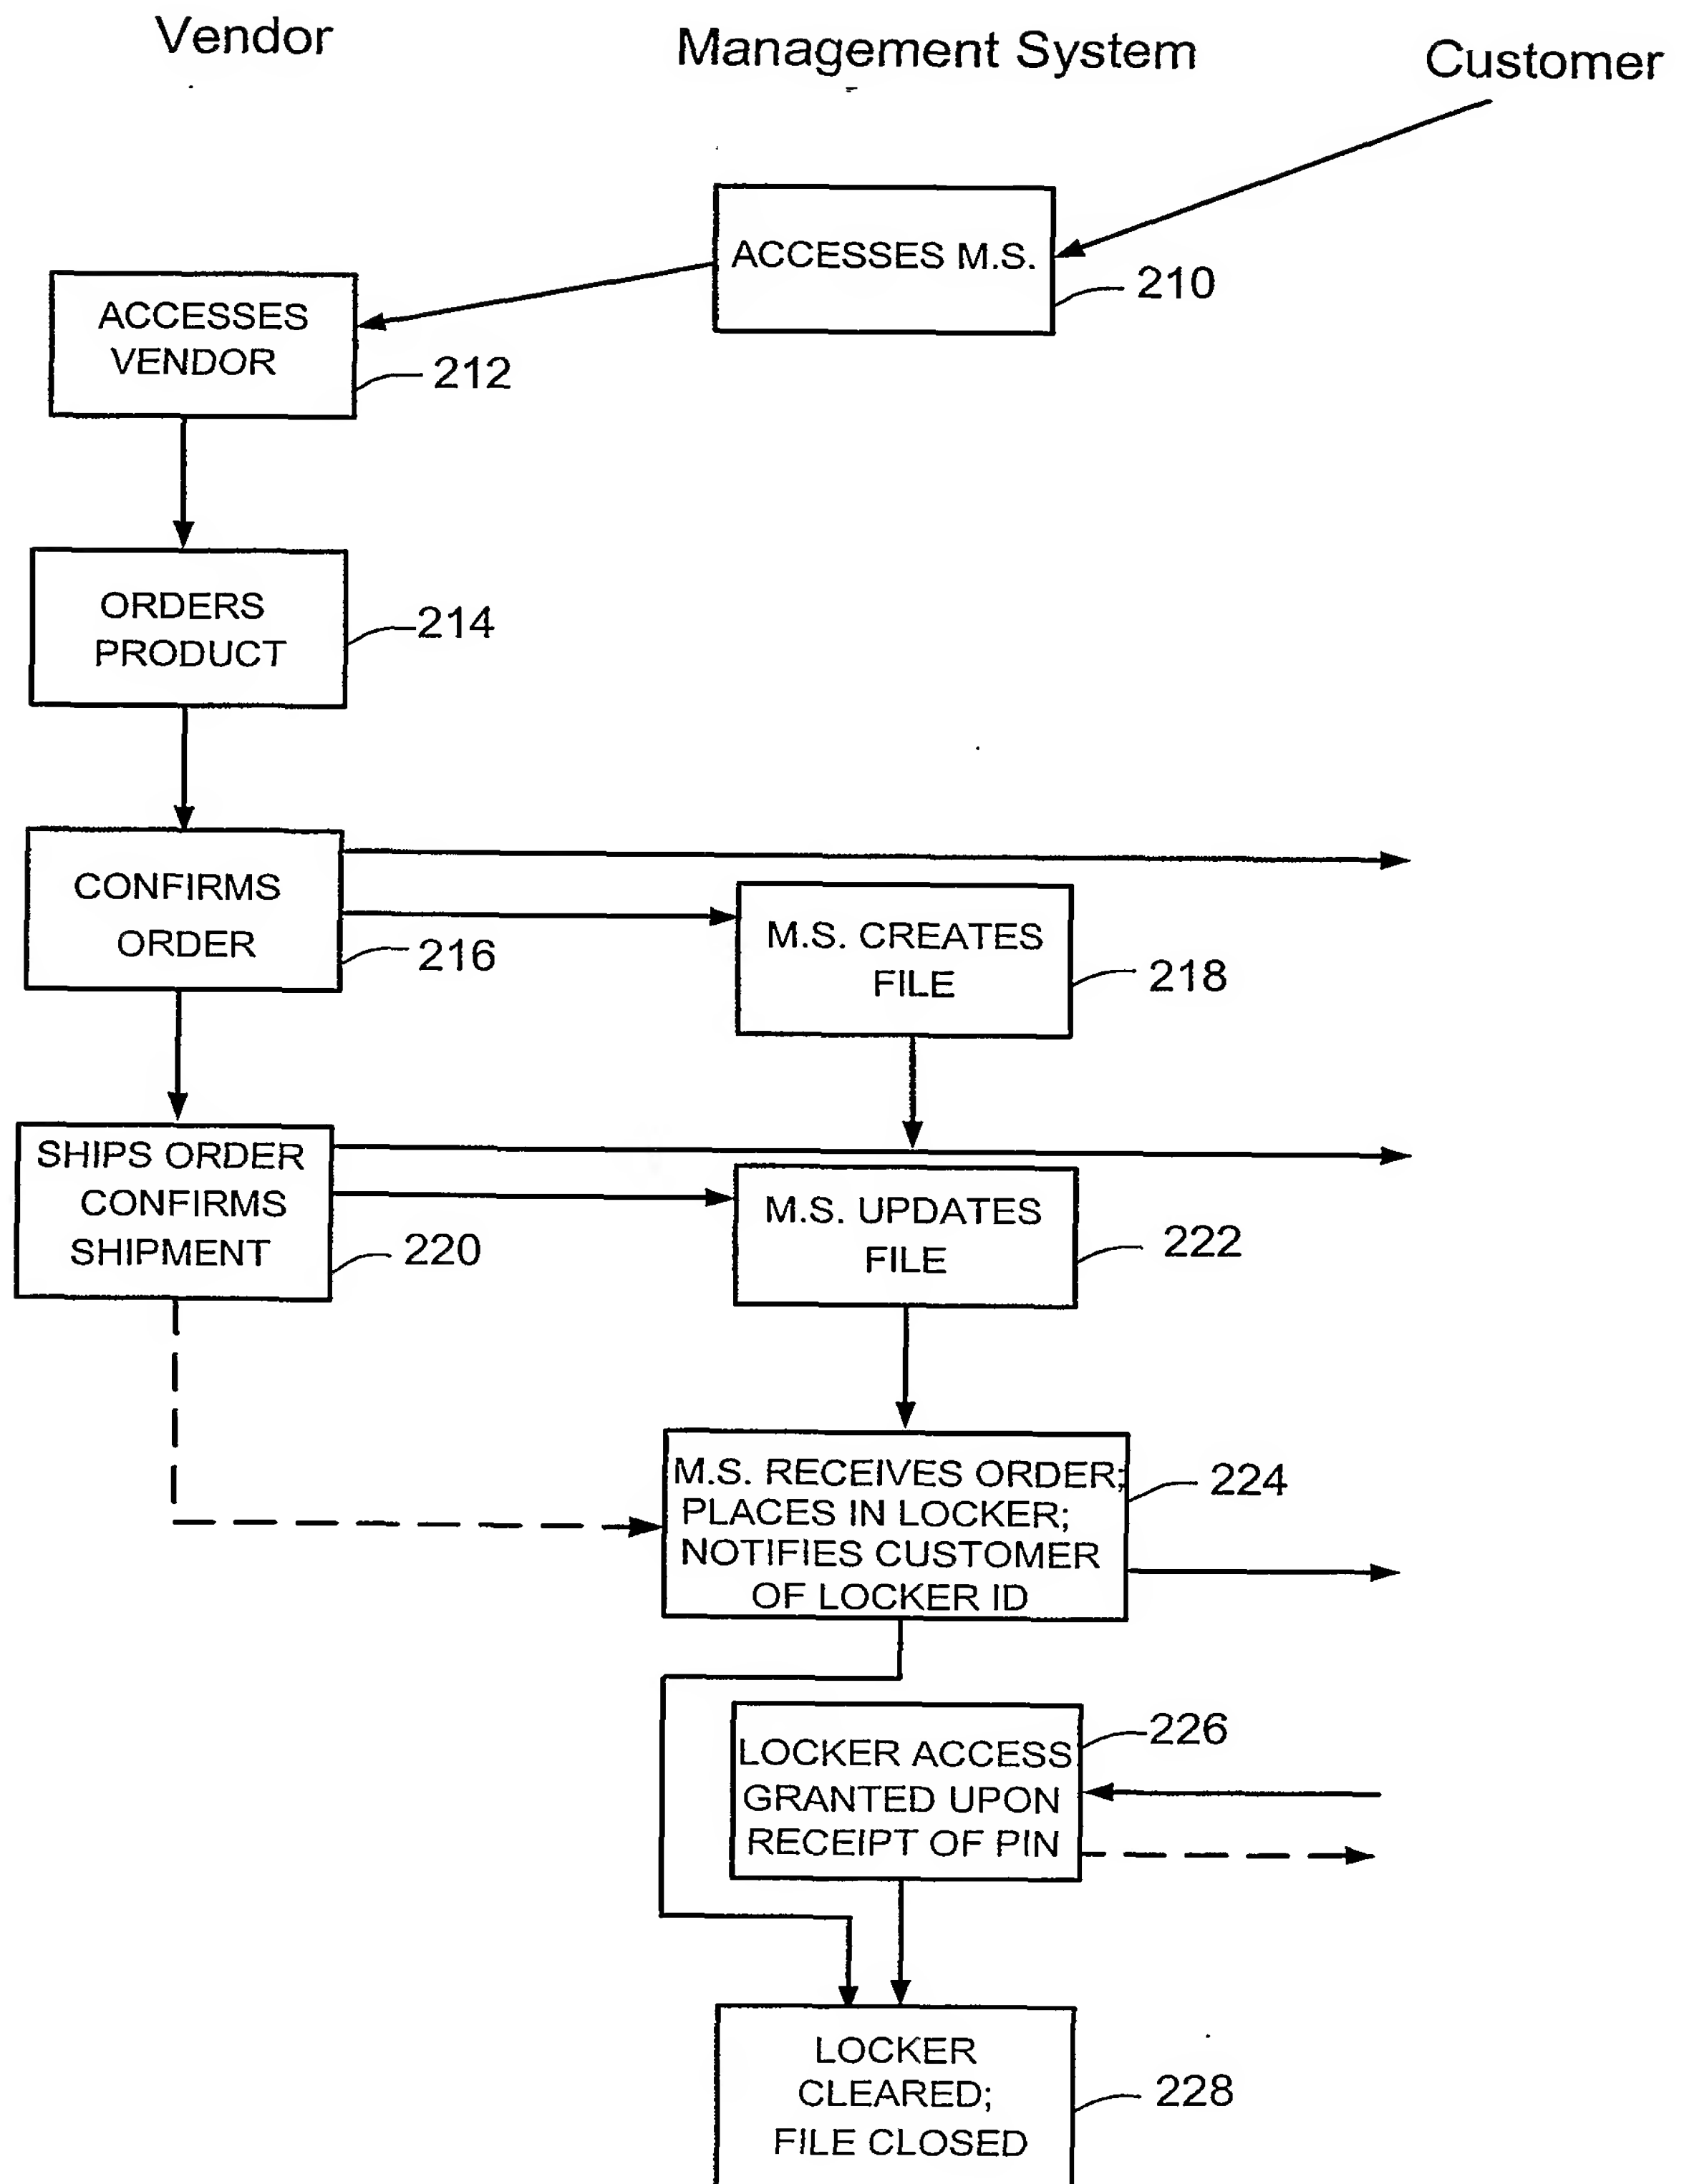 Vendor
Management System
Customer
ACCESSES M.S.
210
ACCESSES
VENDOR
212
ORDERS
PRODUCT
214
CONFIRMS
ORDER
216
M.S. CREATES
FILE
218
SHIPS ORDER
CONFIRMS
SHIPMENT
220
M.S. UPDATES
FILE
222
M.S. RECEIVES ORDER;
PLACES IN LOCKER;
NOTIFIES CUSTOMER
OF LOCKER ID
224
LOCKER ACCESS
GRANTED UPON
RECEIPT OF PIN
226
LOCKER
CLEARED;
FILE CLOSED
228